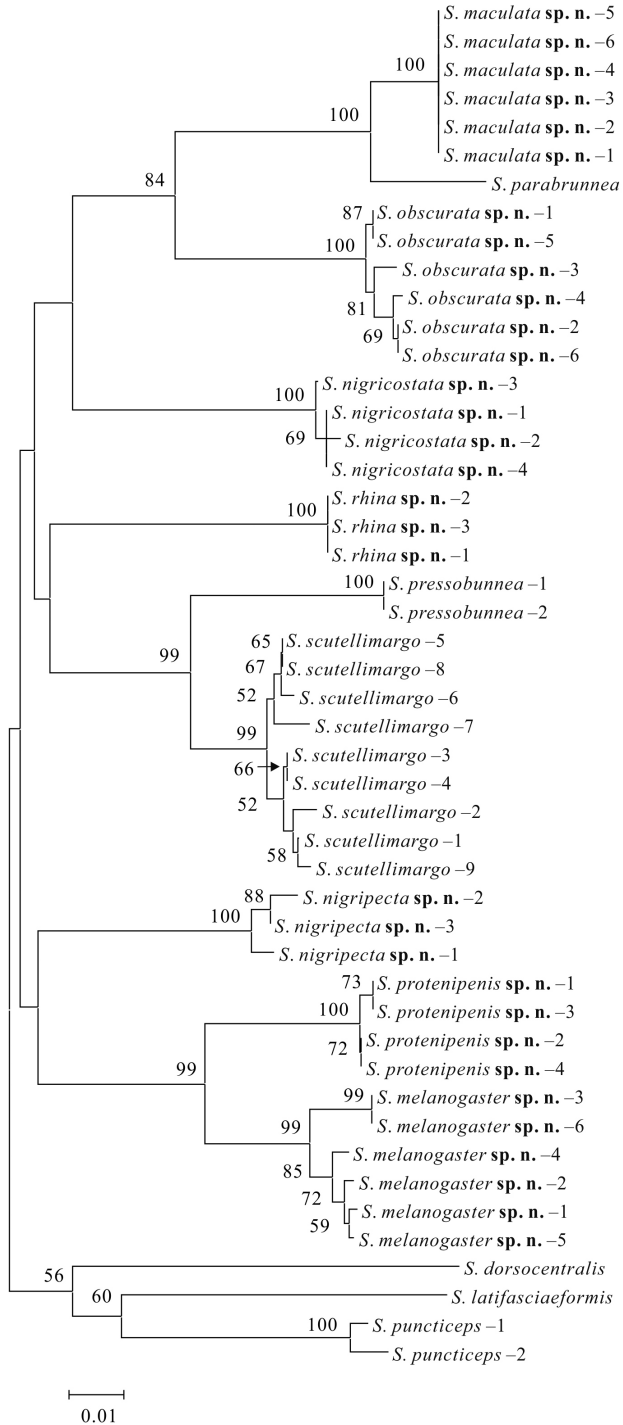 S. maculata sp. n. –5
S. maculata sp. n. –6
100
S. maculata sp. n. –4
S. maculata sp. n. –3
100
S. maculata sp. n. –2
S. maculata sp. n. –1
84
S. parabrunnea
87
S. obscurata sp. n. –1
100
S. obscurata sp. n. –5
S. obscurata sp. n. –3
S. obscurata sp. n. –4
81
S. obscurata sp. n. –2
69
S. obscurata sp. n. –6
S. nigricostata sp. n. –3
100
S. nigricostata sp. n. –1
69
S. nigricostata sp. n. –2
S. nigricostata sp. n. –4
S. rhina sp. n. –2
100
S. rhina sp. n. –3
S. rhina sp. n. –1
100
S. pressobunnea –1
S. pressobunnea –2
65
S. scutellimargo –5
99
67
S. scutellimargo –8
52
S. scutellimargo –6
S. scutellimargo –7
99
S. scutellimargo –3
66
S. scutellimargo –4
52
S. scutellimargo –2
S. scutellimargo –1
58
S. scutellimargo –9
88
S. nigripecta sp. n. –2
100
S. nigripecta sp. n. –3
S. nigripecta sp. n. –1
73
S. protenipenis sp. n. –1
100
S. protenipenis sp. n. –3
S. protenipenis sp. n. –2
72
S. protenipenis sp. n. –4
99
99
S. melanogaster sp. n. –3
99
S. melanogaster sp. n. –6
S. melanogaster sp. n. –4
85
S. melanogaster sp. n. –2
72
S. melanogaster sp. n. –1
59
S. melanogaster sp. n. –5
56
S. dorsocentralis
60
S. latifasciaeformis
100
S. puncticeps –1
S. puncticeps –2
0.01